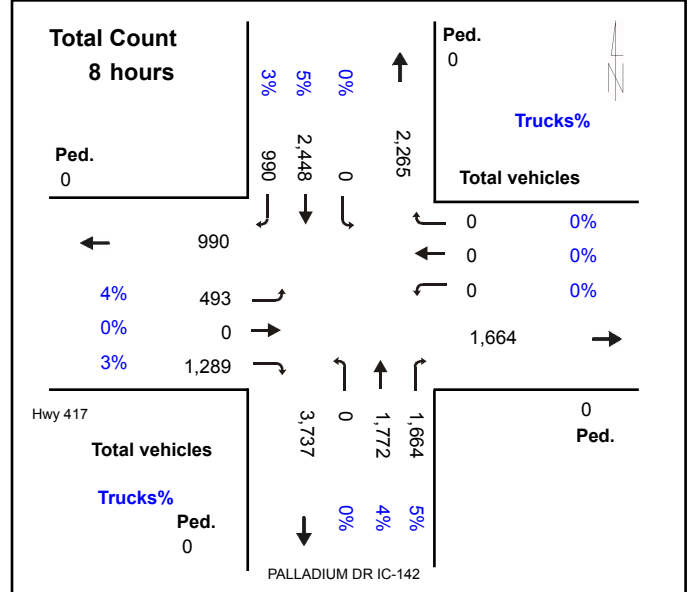 Total Count
8 hours
3%
5%
0%
990
2,448
0
2,265
Ped.
0
N
Trucks%
Ped.
0
Total vehicles
0 0%
0 0%
0 0%
990
4% 493
0% 0
3% 1,289
1,664
Hwy 417
Total vehicles
Trucks%
Ped.
0
3,737
0
1,772
1,664
0%
4%
5%
0
Ped.
PALLADIUM DR IC-142